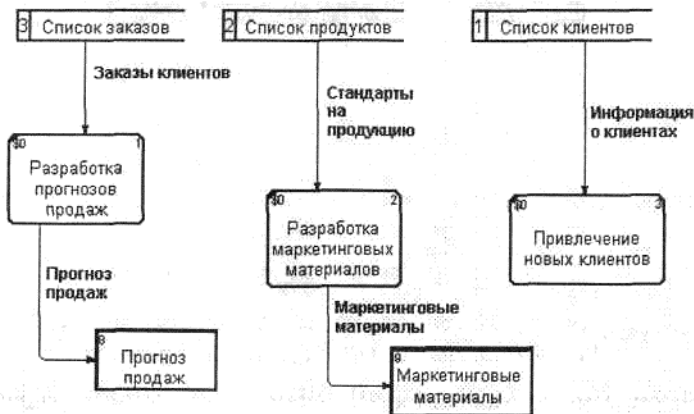 3 Список заказов
2 Список продуктов
1 Список клиентов
Заказы клиентов
Стандарты
на
продукцию
Информация
о клиентах
$0 1
Разработка
прогнозов
продаж
$0 2
Разработка
маркетинговых
материалов
$0 3
Привлечение
новых клиентов
Прогноз
продаж
Маркетинговые
материалы
8
Прогноз
продаж
9
Маркетинговые
материалы